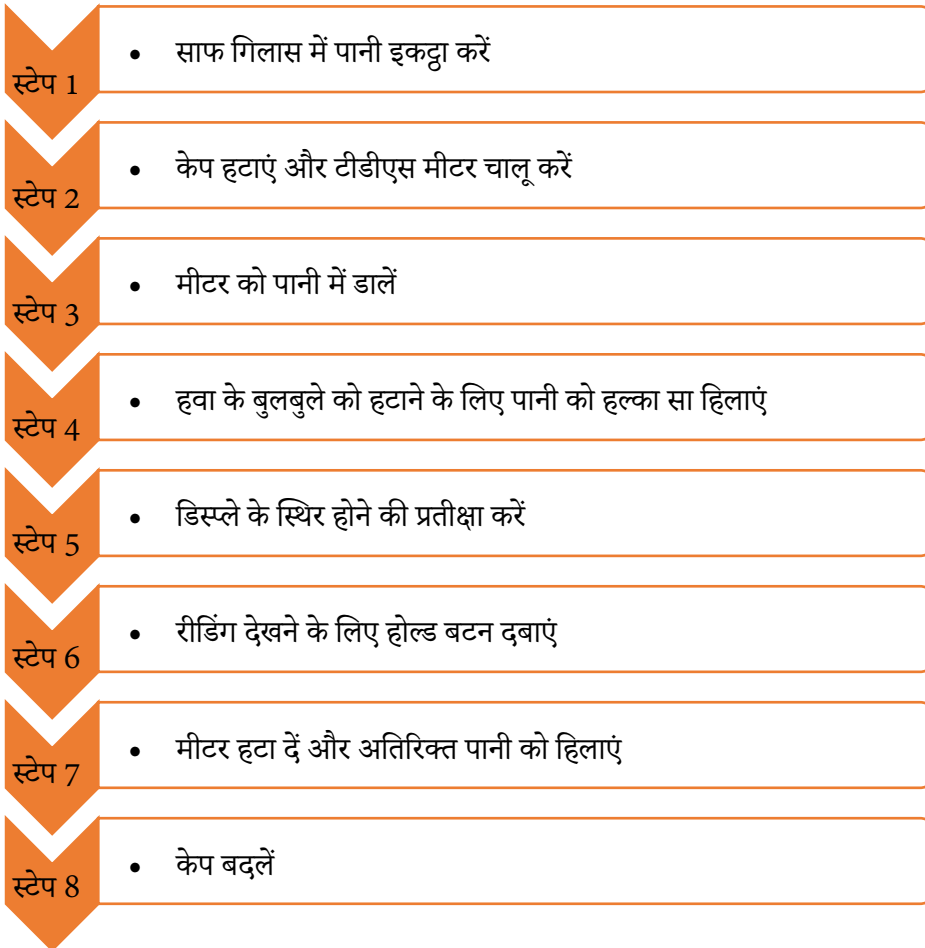 स्टेप 1
• साफ गिलास में पानी इकट्ठा करें
स्टेप 2
• केप हटाएं और टीडीएस मीटर चालू करें
स्टेप 3
• मीटर को पानी में डालें
स्टेप 4
• हवा के बुलबुले को हटाने के लिए पानी को हल्का सा हिलाएं
स्टेप 5
• डिस्प्ले के स्थिर होने की प्रतीक्षा करें
स्टेप 6
• रीडिंग देखने के लिए होल्ड बटन दबाएं
स्टेप 7
• मीटर हटा दें और अतिरिक्त पानी को हिलाएं
स्टेप 8
• केप बदलें